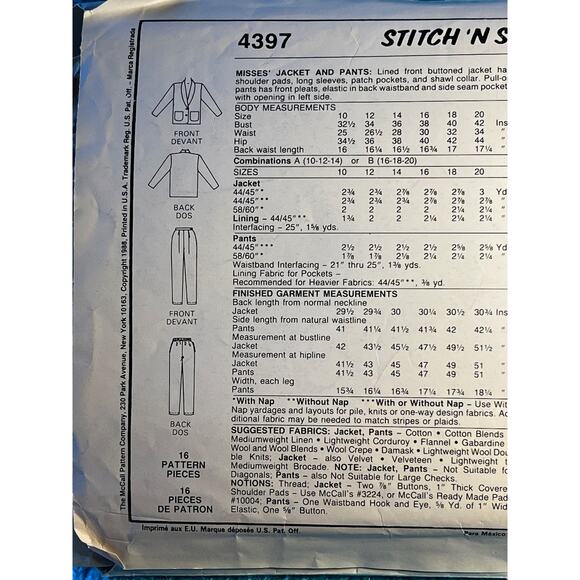 4397 STITCH 'N S
MISSES' JACKET AND PANTS: Lined front buttoned jacket ha
shoulder pads, long sleeves, patch pockets, and shawl collar. Pull-o
pants has front pleats, elastic in back waistband and side seam pocket
with opening in left side.
BODY MEASUREMENTS
Size 10 12 14 16 18 20
Bust 32½ 34 36 38 40 42 Ins
Waist 25 26½ 28 30 32 34 "
Hip 34½ 36 38 40 42 44 "
Back waist length 16 16¼ 16½ 16¾ 17 17¼ "
Combinations A (10-12-14) or B (16-18-20)
SIZES 10 12 14 16 18 20
Jacket
44/45"** 2¾ 2¾ 2⅞ 2⅞ 2⅞ 3 Yd
44/45"* 2¾ 2¾ 2¾ 2⅞ 2⅞ 2⅞ "
58/60"* 2 2 2 2¼ 2¼ 2¼ "
Lining – 44/45"*** 1¾ 2 2 2 2¼ 2¼ "
Interfacing – 25", 1⅝ yds.
Pants
44/45"*** 2½ 2½ 2½ 2½ 2⅝ 2⅝ Yd
58/60"* 1⅞ 1⅞ 2 2¼ 2¼ 2¼ "
Waistband Interfacing – 21" thru 25", 1⅜ yds.
Lining Fabric for Pockets –
Recommended for Heavier Fabrics: 44/45"**, ⅜ yd.
FINISHED GARMENT MEASUREMENTS
Back length from normal neckline
Jacket 29½ 29¾ 30 30¼ 30½ 30¾ Ins
Side length from natural waistline
Pants 41 41¼ 41½ 41¾ 42 42¼ "
Measurement at bustline
Jacket 42 43½ 45½ 47½ 49½ 51½ "
Measurement at hipline
Jacket 41½ 43 45 47 49 51 "
Pants 41½ 43 45 47 49 51 "
Width, each leg
Pants 15¾ 16¼ 16¾ 17¼ 17¾ 18¼ "
*With Nap **Without Nap ***With or Without Nap – Use Wit
Nap yardages and layouts for pile, knits or one-way design fabrics. Ad
ditional fabric may be needed to match stripes or plaids.
SUGGESTED FABRICS: Jacket, Pants – Cotton • Cotton Blends
Mediumweight Linen • Lightweight Corduroy • Flannel • Gabardine
Wool and Wool Blends • Wool Crepe • Damask • Lightweight Wool Dou
ble Knits; Jacket – also Velvet • Velveteen • Lightweight
Mediumweight Brocade. NOTE: Jacket, Pants – Not Suitable fo
Diagonals; Pants – also Not Suitable for Large Checks.
NOTIONS: Thread; Jacket – Two ⅞" Buttons, 1" Thick Covere
Shoulder Pads – Use McCall's #3224, or McCall's Ready Made Pad
#10004; Pants – One Waistband Hook and Eye, ⅝ Yd. of 1" Wid
Elastic, One ⅝" Button.
FRONT
DEVANT
BACK
DOS
FRONT
DEVANT
BACK
DOS
16
PATTERN
PIECES
16
PIECES
DE PATRON
The McCall Pattern Company, 230 Park Avenue, New York 10163, Copyright 1988, Printed in U.S.A. Trademark Reg. U.S. Pat. Off. - Marca Registrada
Imprimé aux E.U. Marque déposée U.S. Pat. Off.
Para México: